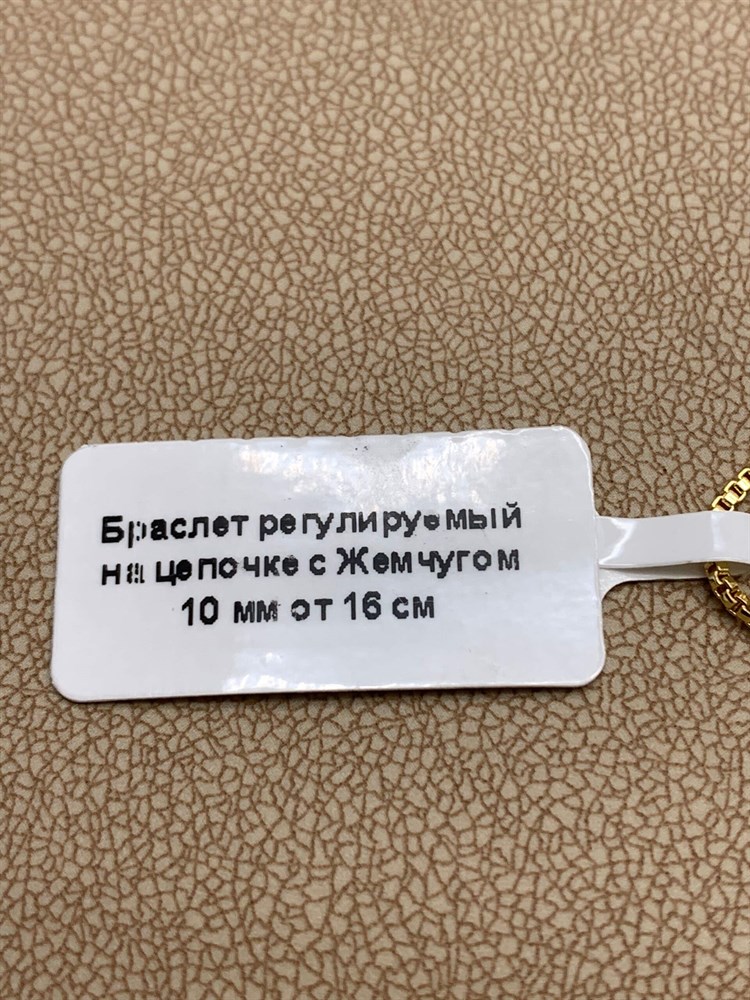 Браслет регулируемый
на цепочке с Жемчугом
10 мм от 16 см